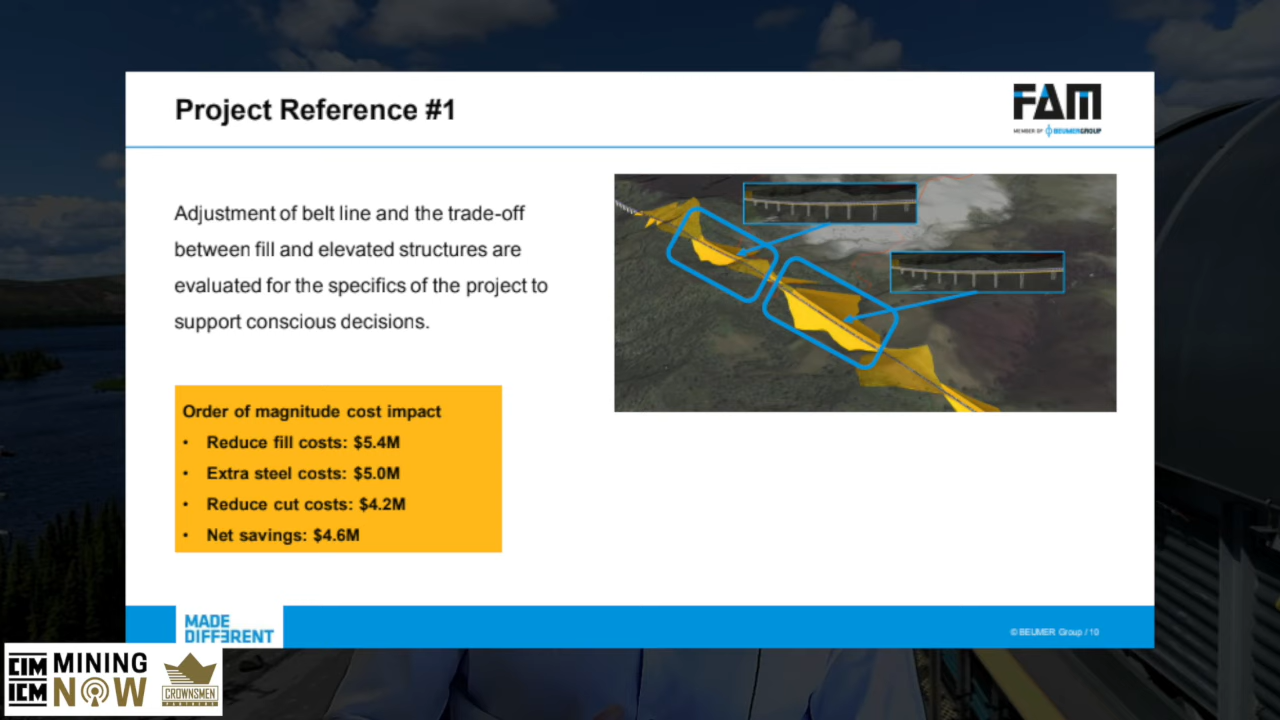 Project Reference #1
FAM
MEMBER OF BEUMERGROUP
Adjustment of belt line and the trade-off
between fill and elevated structures are
evaluated for the specifics of the project to
support conscious decisions.
Order of magnitude cost impact
• Reduce fill costs: $5.4M
• Extra steel costs: $5.0M
• Reduce cut costs: $4.2M
• Net savings: $4.6M
MADE
DIFFERENT
© BEUMER Group / 10
CIM MINING
ICM NOW
CROWNSMEN
PARTNERS